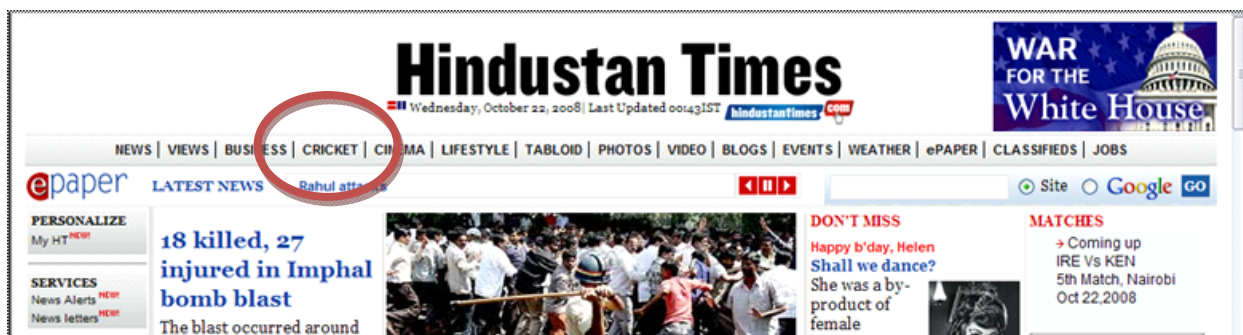 Hindustan Times
WAR
FOR THE
White House
Wednesday, October 22, 2008| Last Updated 00:43IST hindustantimes com
NEWS | VIEWS | BUSINESS | CRICKET | CINEMA | LIFESTYLE | TABLOID | PHOTOS | VIDEO | BLOGS | EVENTS | WEATHER | ePAPER | CLASSIFIEDS | JOBS
epaper LATEST NEWS Rahul attacks Site Google GO
PERSONALIZE
My HT NEW!
SERVICES
News Alerts NEW!
News letters NEW!
18 killed, 27
injured in Imphal
bomb blast
The blast occurred around
DON'T MISS
Happy b'day, Helen
Shall we dance?
She was a by-
product of
female
MATCHES
Coming up
IRE Vs KEN
5th Match, Nairobi
Oct 22,2008